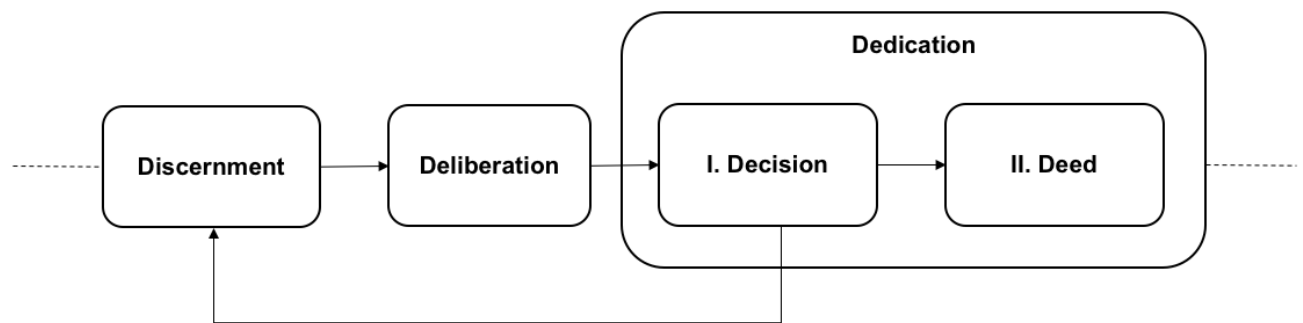 Dedication
Discernment
Deliberation
I. Decision
II. Deed